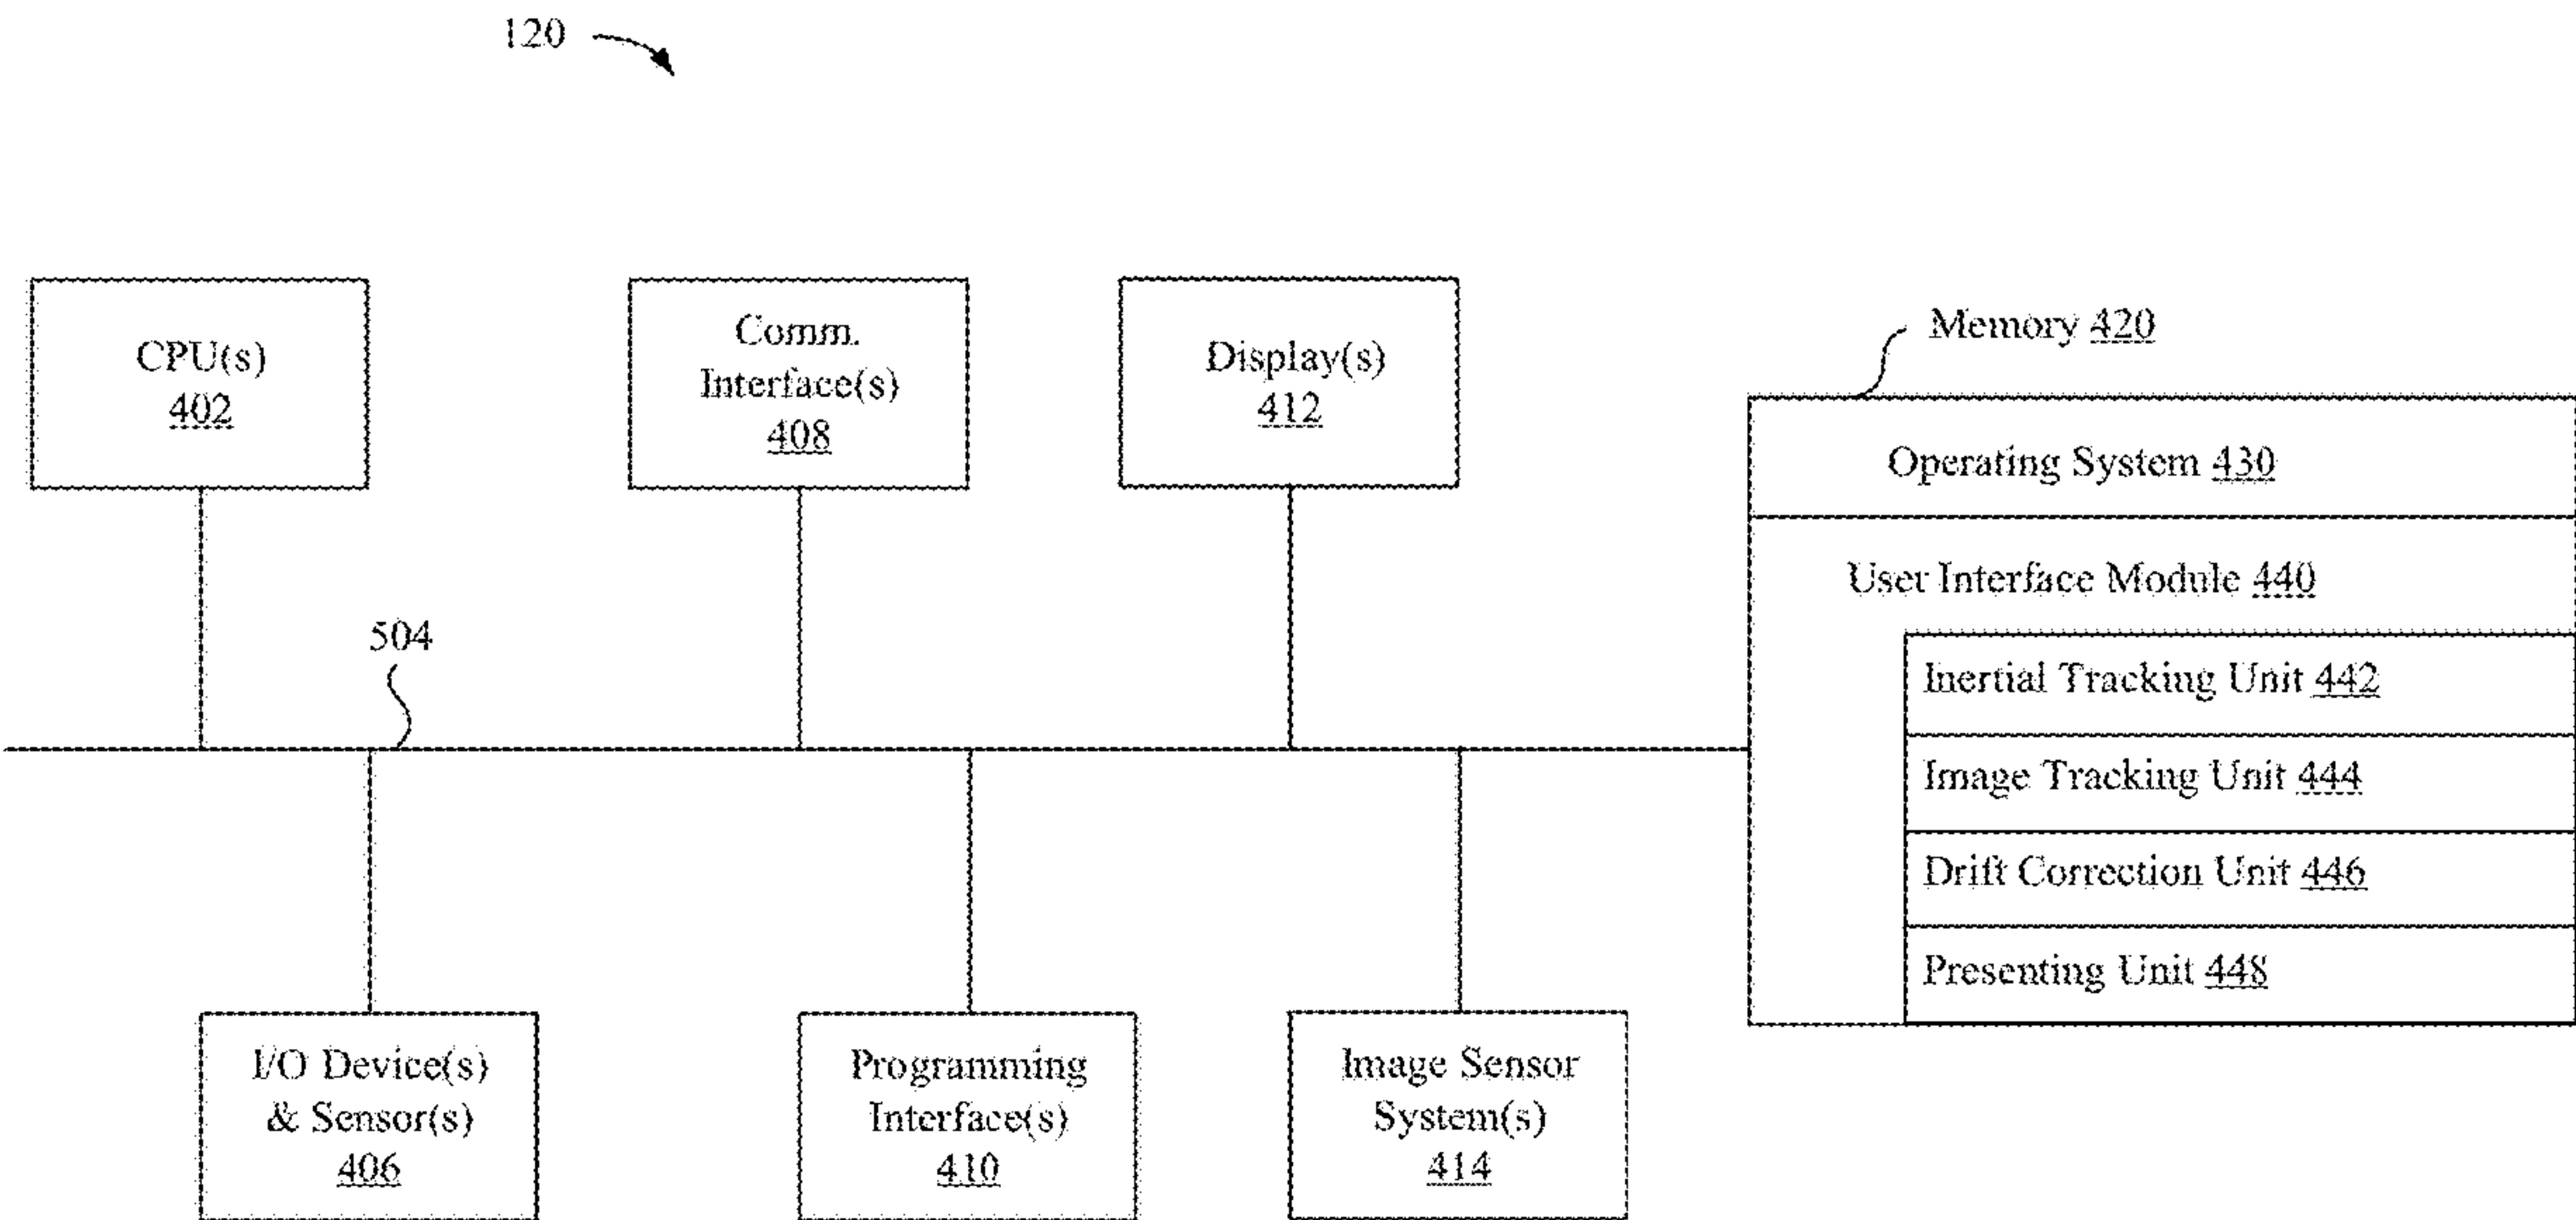 120
CPU(s)
402
Comm.
Interface(s)
408
Display(s)
412
Memory 420
Operating System 430
User Interface Module 440
Inertial Tracking Unit 442
Image Tracking Unit 444
Drift Correction Unit 446
Presenting Unit 448
504
I/O Device(s)
& Sensor(s)
406
Programming
Interface(s)
410
Image Sensor
System(s)
414